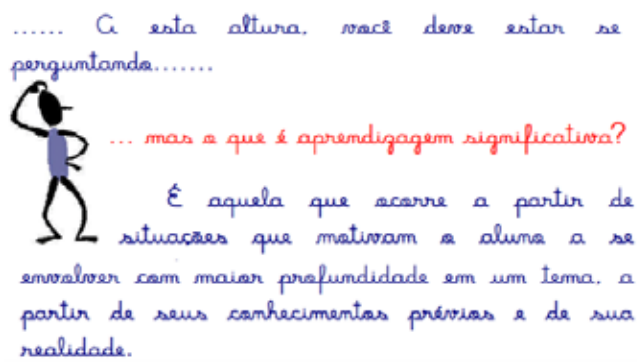 ...... A esta altura, você deve estar se
perguntando.......
... mas o que é aprendizagem significativa?
É aquela que ocorre a partir de
situações que motivam o aluno a se
envolver com maior profundidade em um tema, a
partir de seus conhecimentos prévios e de sua
realidade.